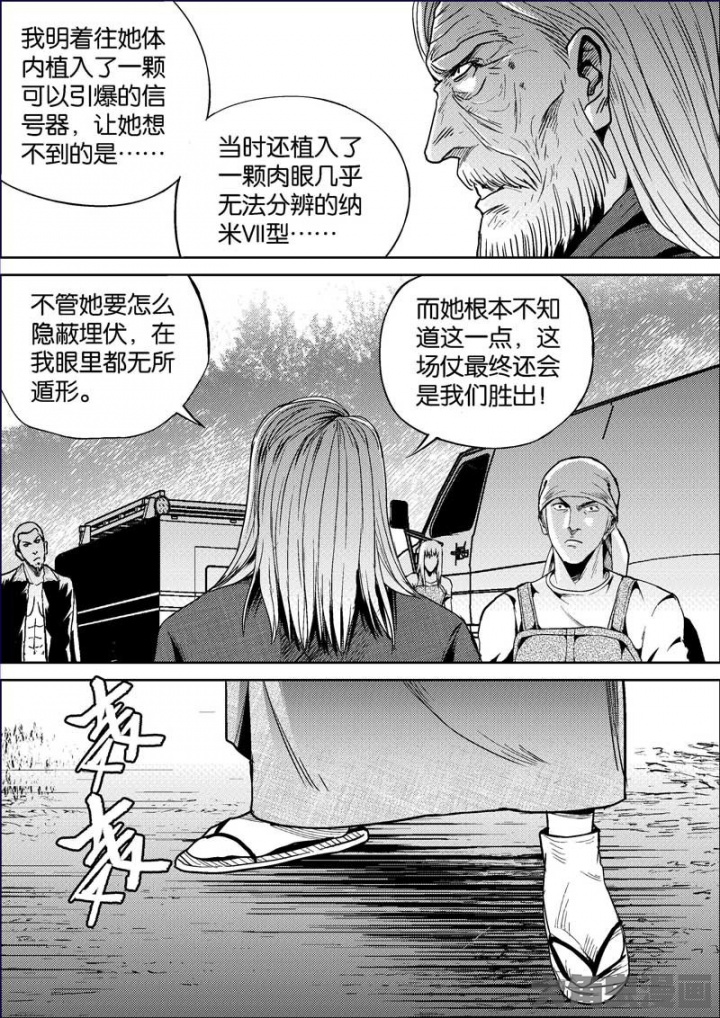 我明着往她体
内植入了一颗
可以引爆的信
号器，让她想
不到的是……
当时还植入了
一颗肉眼几乎
无法分辨的纳
米VII型……
不管她要怎么
隐蔽埋伏，在
我眼里都无所
遁形。
而她根本不知
道这一点，这
场仗最终还会
是我们胜出！